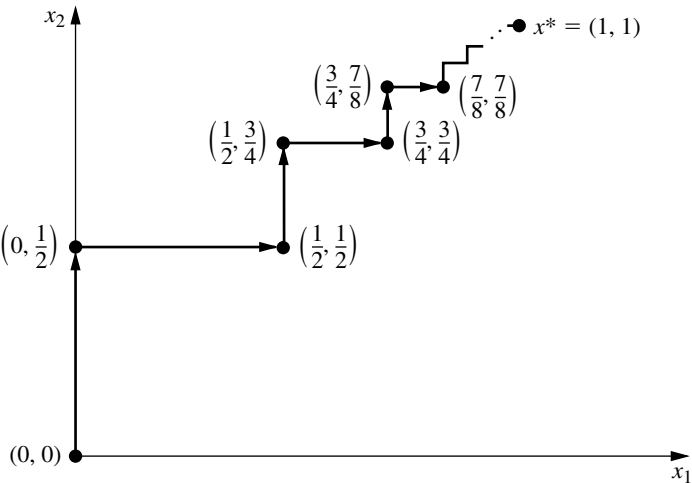 x₂
x* = (1, 1)
(3/4, 7/8)
(7/8, 7/8)
(1/2, 3/4)
(3/4, 3/4)
(0, 1/2)
(1/2, 1/2)
(0, 0)
x₁